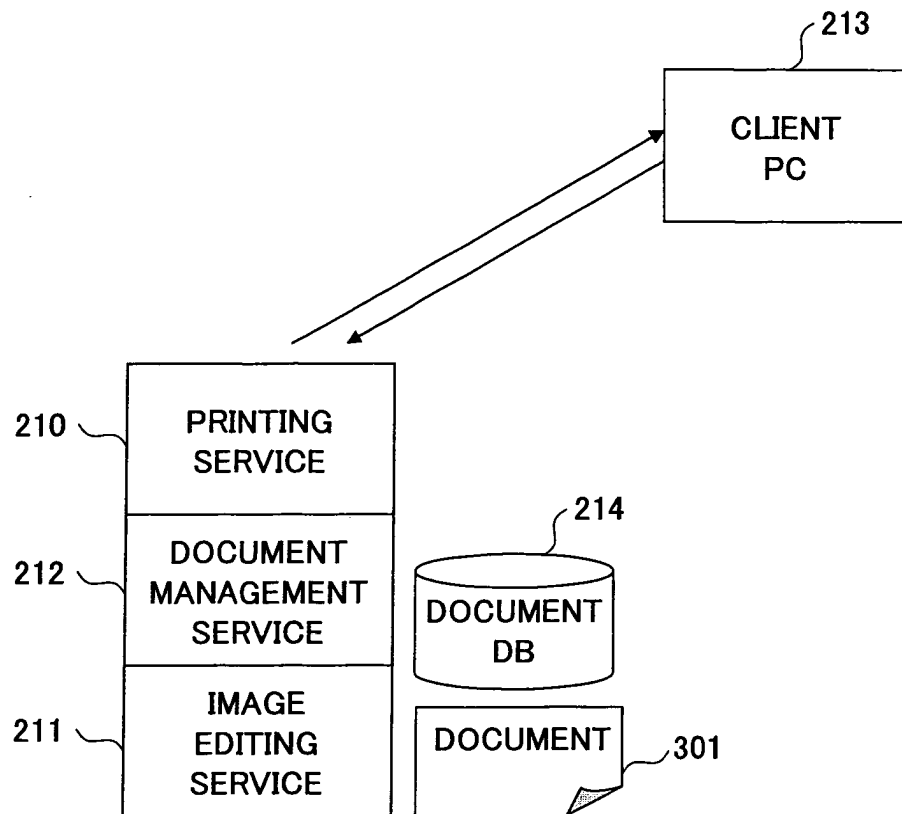 213
CLIENT
PC
210
PRINTING
SERVICE
212
DOCUMENT
MANAGEMENT
SERVICE
214
DOCUMENT
DB
211
IMAGE
EDITING
SERVICE
DOCUMENT
301